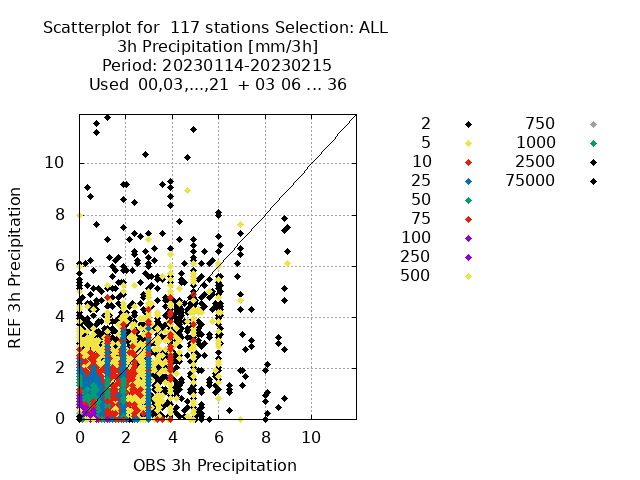 Scatterplot for  117 stations Selection: ALL
3h Precipitation [mm/3h]
Period: 20230114-20230215
Used  00,03,...,21  + 03 06 ... 36
REF 3h Precipitation
10
8
6
4
2
0
0 2 4 6 8 10
OBS 3h Precipitation
2
5
10
25
50
75
100
250
500
750
1000
2500
75000